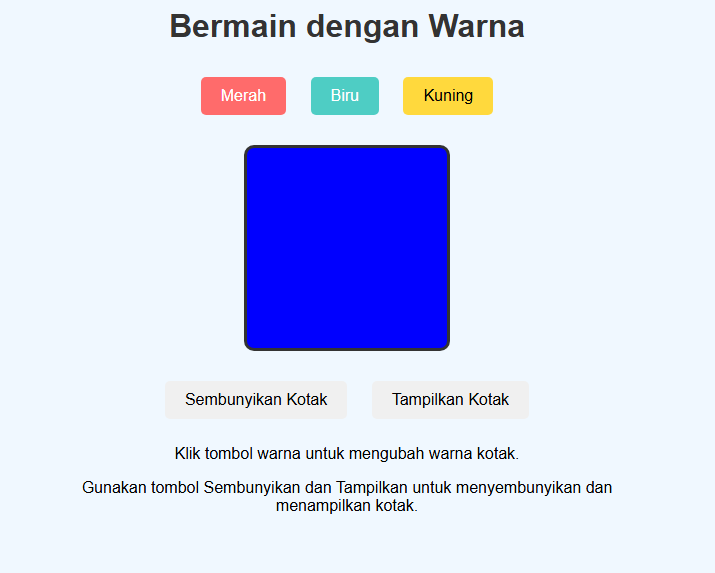 Bermain dengan Warna
Merah
Biru
Kuning
Sembunyikan Kotak
Tampilkan Kotak
Klik tombol warna untuk mengubah warna kotak.
Gunakan tombol Sembunyikan dan Tampilkan untuk menyembunyikan dan
menampilkan kotak.